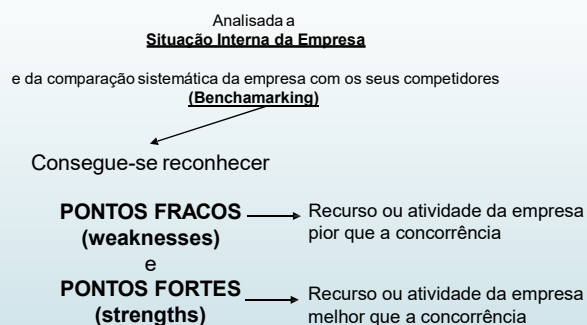 Analisada a
Situação Interna da Empresa
e da comparação sistemática da empresa com os seus competidores
(Benchamarking)
Consegue-se reconhecer
PONTOS FRACOS
(weaknesses)
Recurso ou atividade da empresa
pior que a concorrência
e
PONTOS FORTES
(strengths)
Recurso ou atividade da empresa
melhor que a concorrência